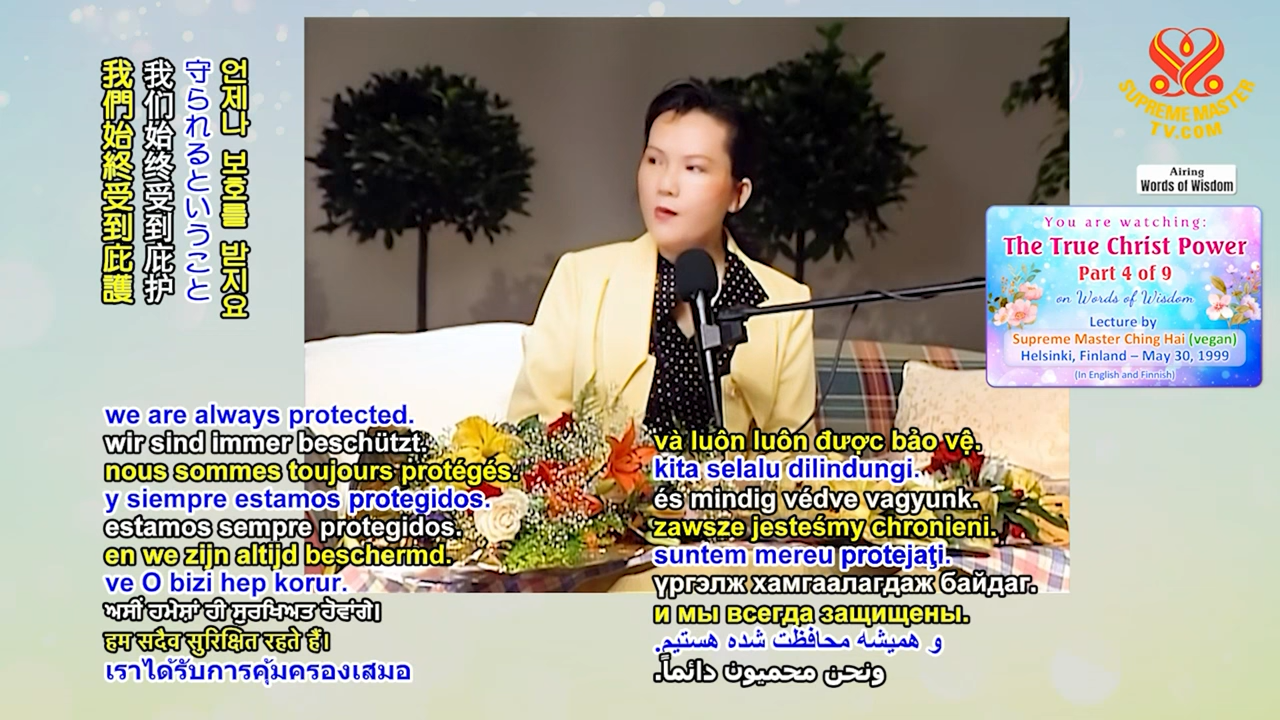 我們始終受到庇護
我们始终受到庇护
守られるということ
언제나 보호를 받지요
SUPREME MASTER
TV.COM
Airing
Words of Wisdom
You are watching:
The True Christ Power
Part 4 of 9
on Words of Wisdom
Lecture by
Supreme Master Ching Hai (vegan)
Helsinki, Finland – May 30, 1999
(In English and Finnish)
we are always protected.
wir sind immer beschützt.
nous sommes toujours protégés.
y siempre estamos protegidos.
estamos sempre protegidos.
en we zijn altijd beschermd.
ve O bizi hep korur.
ਅਸੀਂ ਹਮੇਸ਼ਾਂ ਹੀ ਸੁਰਖਿਅਤ ਹੋਵਾਂਗੇ।
हम सदैव सुरिक्षित रहते हैं।
เราได้รับการคุ้มครองเสมอ
và luôn luôn được bảo vệ.
kita selalu dilindungi.
és mindig védve vagyunk.
zawsze jesteśmy chronieni.
suntem mereu protejaţi.
үргэлж хамгаалагдаж байдаг.
и мы всегда защищены.
و همیشه محافظت شده هستیم.
ونحن محميون دائماً.